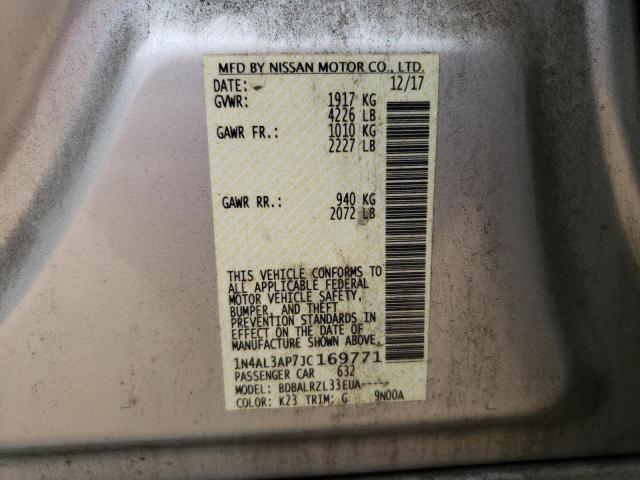 MFD BY NISSAN MOTOR CO., LTD.
DATE: 12/17
GVWR: 1917 KG
4226 LB
GAWR FR.: 1010 KG
2227 LB
GAWR RR.: 940 KG
2072 LB
THIS VEHICLE CONFORMS TO
ALL APPLICABLE FEDERAL
MOTOR VEHICLE SAFETY,
BUMPER, AND THEFT
PREVENTION STANDARDS IN
EFFECT ON THE DATE OF
MANUFACTURE SHOWN ABOVE.
1N4AL3AP7JC169771
PASSENGER CAR 632
MODEL: BDBALRZL33EUA-----
COLOR: K23 TRIM: G 9N00A